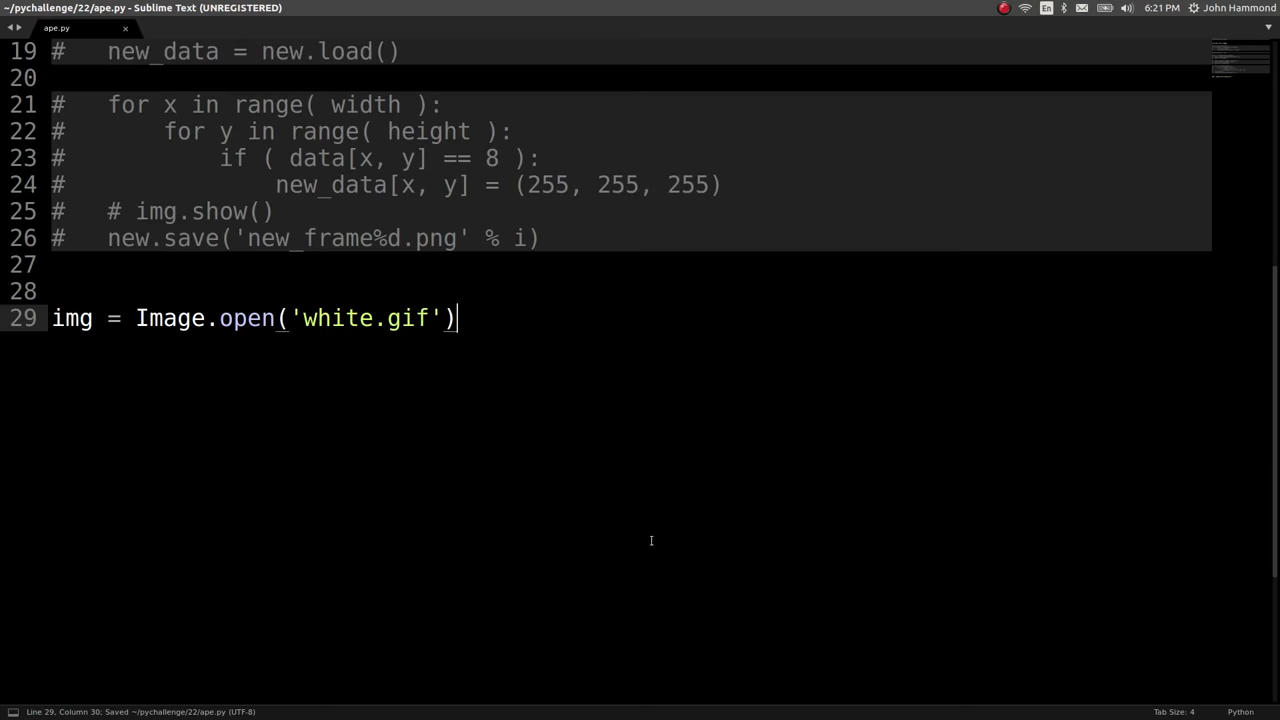 ~/pychallenge/22/ape.py - Sublime Text (UNREGISTERED)
En
6:21 PM
John Hammond
ape.py
19 #   new_data = new.load()
20
21 #   for x in range( width ):
22 #       for y in range( height ):
23 #           if ( data[x, y] == 8 ):
24 #               new_data[x, y] = (255, 255, 255)
25 #   # img.show()
26 #   new.save('new_frame%d.png' % i)
27
28
29 img = Image.open('white.gif')
Line 29, Column 30; Saved ~/pychallenge/22/ape.py (UTF-8)
Tab Size: 4
Python